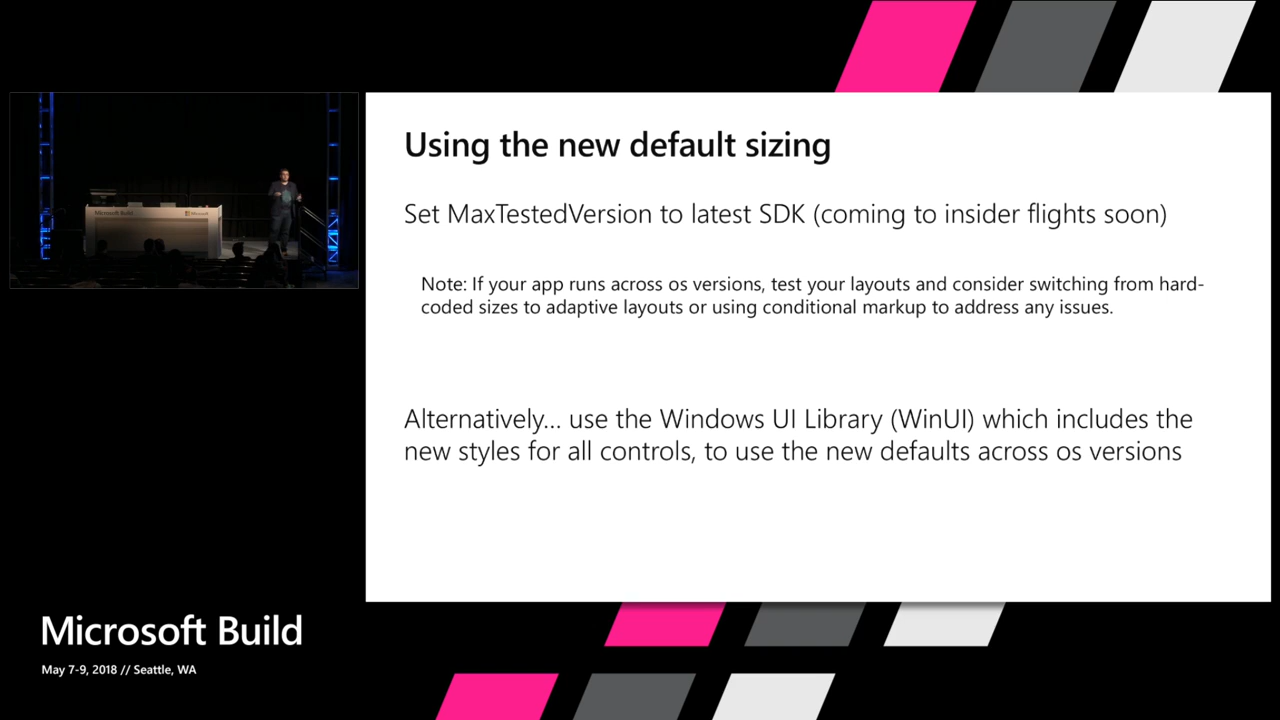 Using the new default sizing
Set MaxTestedVersion to latest SDK (coming to insider flights soon)
Note: If your app runs across os versions, test your layouts and consider switching from hard-
coded sizes to adaptive layouts or using conditional markup to address any issues.
Alternatively... use the Windows UI Library (WinUI) which includes the
new styles for all controls, to use the new defaults across os versions
Microsoft Build
Microsoft
Microsoft Build
May 7-9, 2018 // Seattle, WA